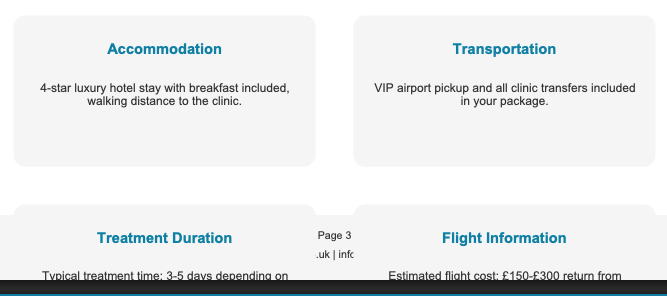 Accommodation
4-star luxury hotel stay with breakfast included,
walking distance to the clinic.
Transportation
VIP airport pickup and all clinic transfers included
in your package.
Treatment Duration
Typical treatment time: 3-5 days depending on
Page 3
.uk | info
Flight Information
Estimated flight cost: £150-£300 return from